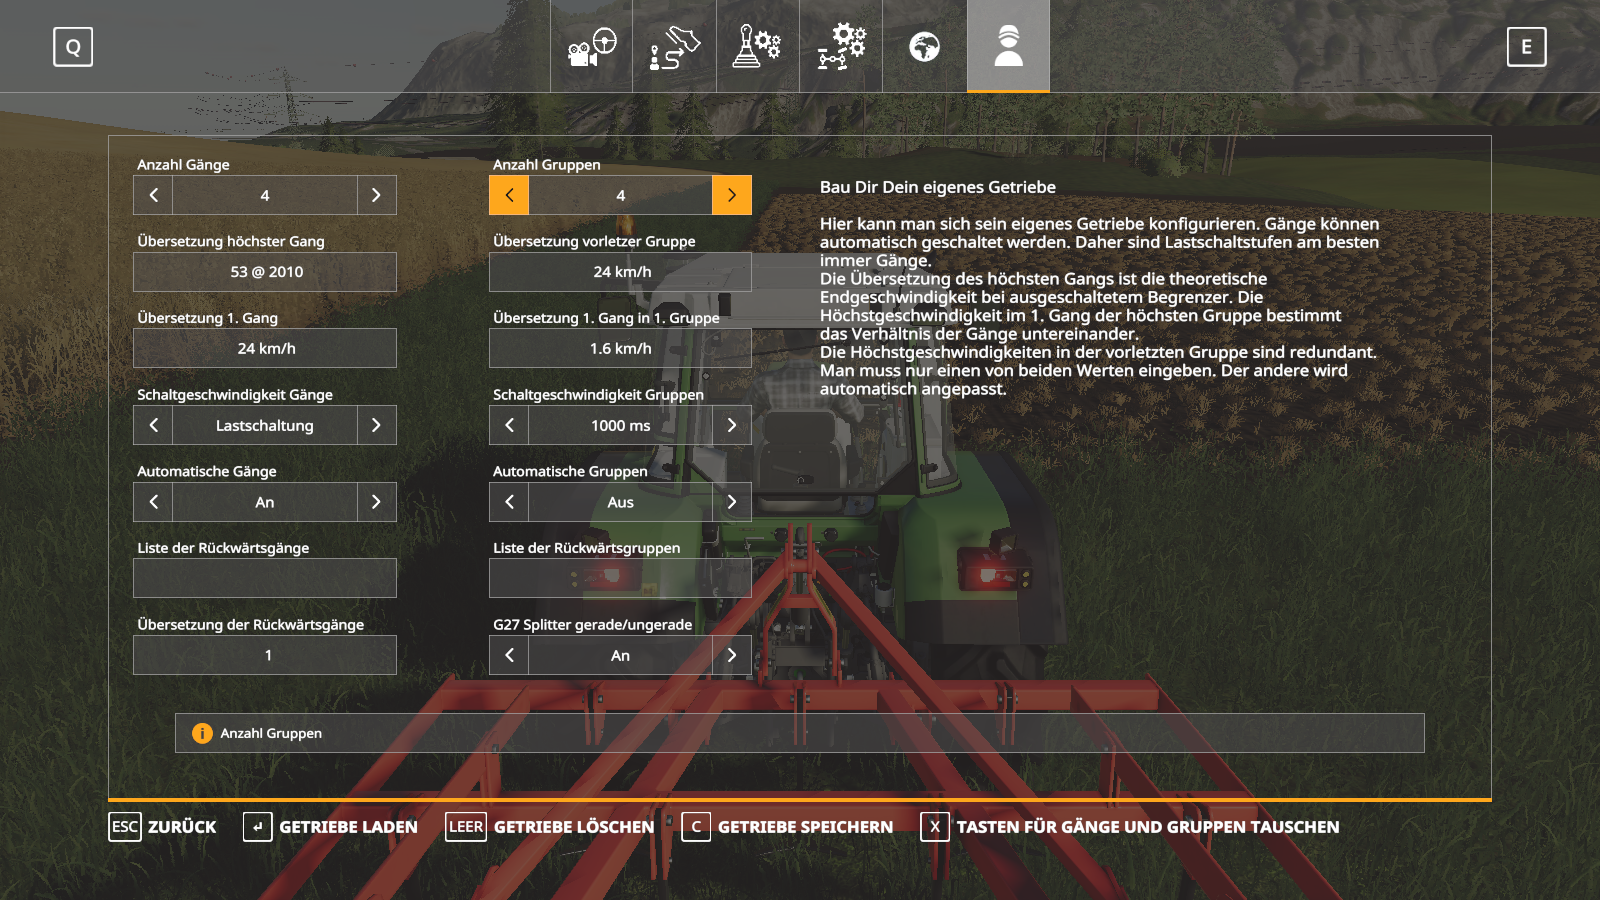 Q
E
Anzahl Gänge
4
Anzahl Gruppen
4
Übersetzung höchster Gang
53 @ 2010
Übersetzung vorletzer Gruppe
24 km/h
Übersetzung 1. Gang
24 km/h
Übersetzung 1. Gang in 1. Gruppe
1.6 km/h
Schaltgeschwindigkeit Gänge
Lastschaltung
Schaltgeschwindigkeit Gruppen
1000 ms
Automatische Gänge
An
Automatische Gruppen
Aus
Liste der Rückwärtsgänge
Liste der Rückwärtsgruppen
Übersetzung der Rückwärtsgänge
1
G27 Splitter gerade/ungerade
An
Bau Dir Dein eigenes Getriebe
Hier kann man sich sein eigenes Getriebe konfigurieren. Gänge können
automatisch geschaltet werden. Daher sind Lastschaltstufen am besten
immer Gänge.
Die Übersetzung des höchsten Gangs ist die theoretische
Endgeschwindigkeit bei ausgeschaltetem Begrenzer. Die
Höchstgeschwindigkeit im 1. Gang der höchsten Gruppe bestimmt
das Verhältnis der Gänge untereinander.
Die Höchstgeschwindigkeiten in der vorletzten Gruppe sind redundant.
Man muss nur einen von beiden Werten eingeben. Der andere wird
automatisch angepasst.
i Anzahl Gruppen
ESC ZURÜCK ↵ GETRIEBE LADEN LEER GETRIEBE LÖSCHEN C GETRIEBE SPEICHERN X TASTEN FÜR GÄNGE UND GRUPPEN TAUSCHEN